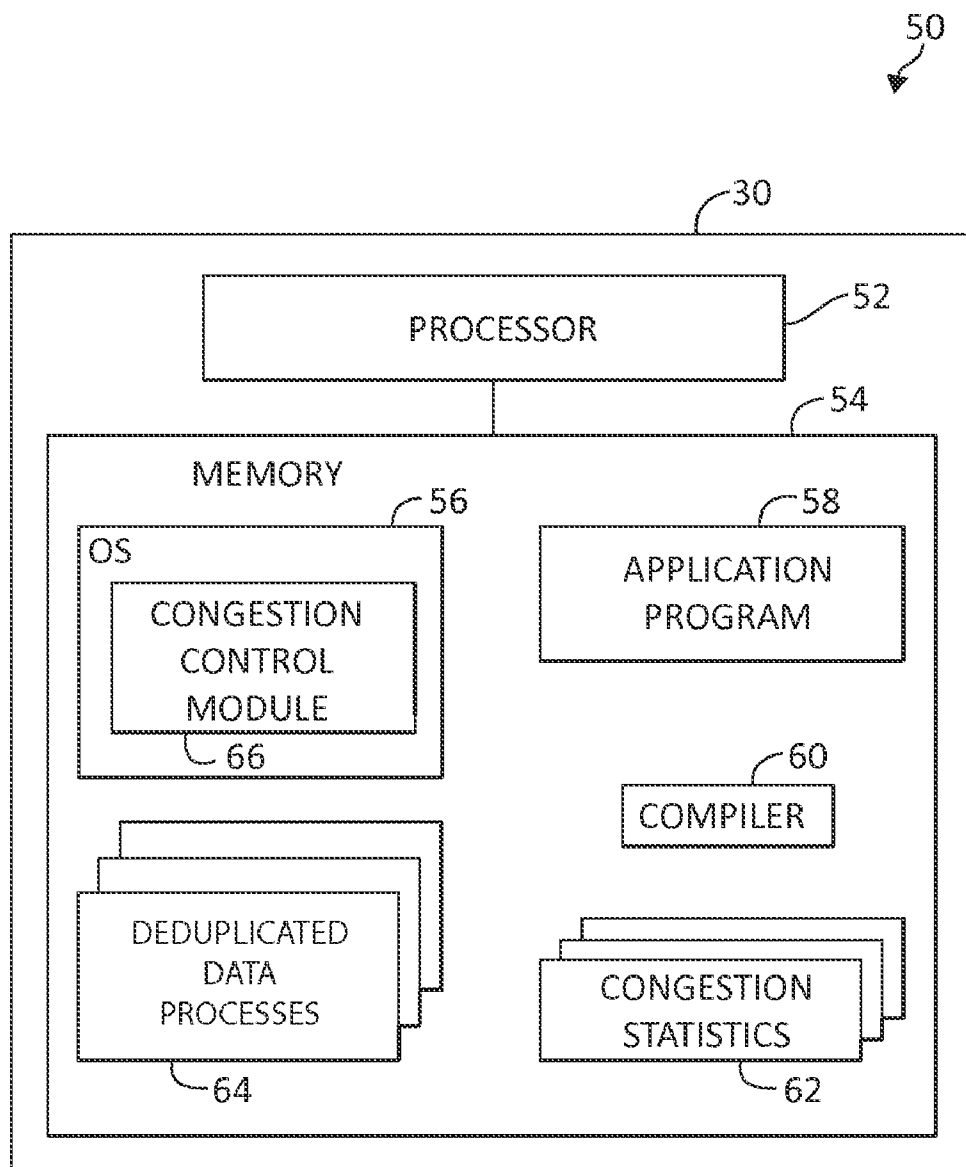 50
30
PROCESSOR
52
54
MEMORY
56
58
OS
CONGESTION
CONTROL
MODULE
66
APPLICATION
PROGRAM
60
COMPILER
DEDUPLICATED
DATA
PROCESSES
64
CONGESTION
STATISTICS
62